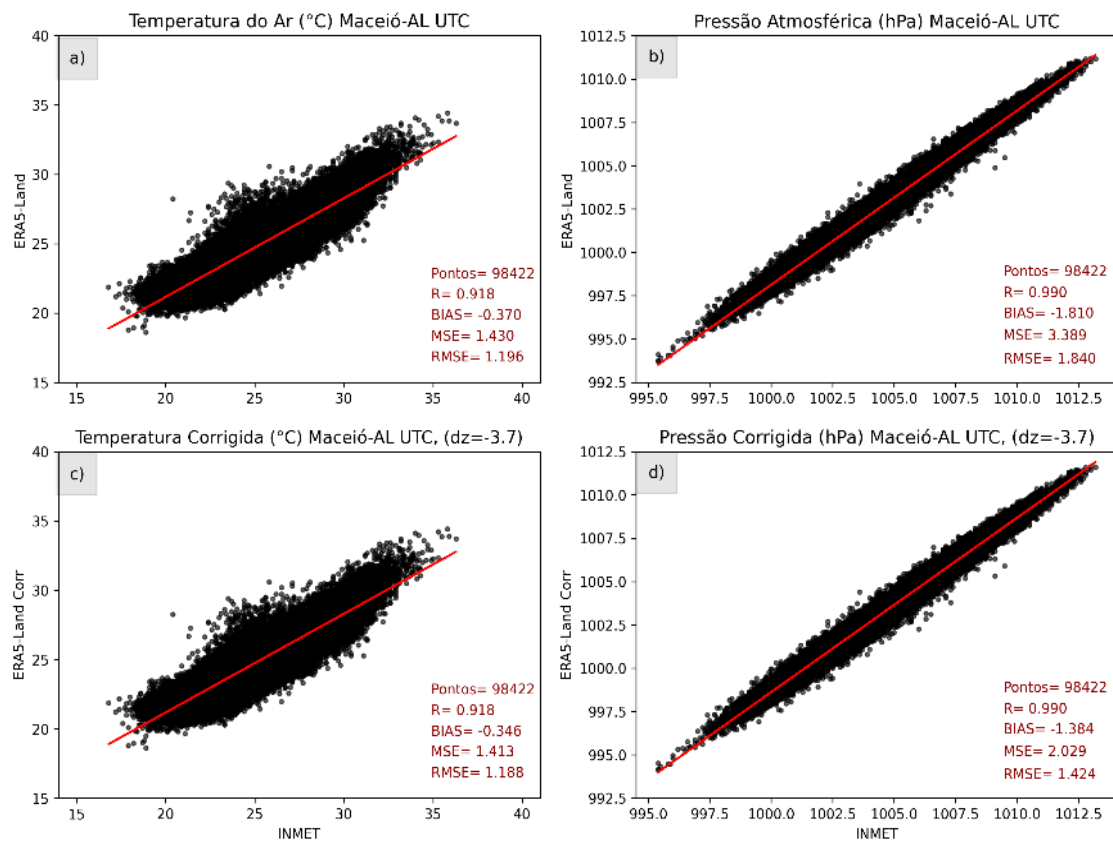 Temperatura do Ar (°C) Maceió-AL UTC
a)
40
35
30
25
20
15
ERA5-Land
15
20
25
30
35
40
Pontos= 98422
R= 0.918
BIAS= -0.370
MSE= 1.430
RMSE= 1.196
Pressão Atmosférica (hPa) Maceió-AL UTC
b)
1012.5
1010.0
1007.5
1005.0
1002.5
1000.0
997.5
995.0
992.5
ERA5-Land
995.0
997.5
1000.0
1002.5
1005.0
1007.5
1010.0
1012.5
Pontos= 98422
R= 0.990
BIAS= -1.810
MSE= 3.389
RMSE= 1.840
Temperatura Corrigida (°C) Maceió-AL UTC, (dz=-3.7)
c)
40
35
30
25
20
15
ERA5-Land Corr
15
20
25
30
35
40
INMET
Pontos= 98422
R= 0.918
BIAS= -0.346
MSE= 1.413
RMSE= 1.188
Pressão Corrigida (hPa) Maceió-AL UTC, (dz=-3.7)
d)
1012.5
1010.0
1007.5
1005.0
1002.5
1000.0
997.5
995.0
992.5
ERA5-Land Corr
995.0
997.5
1000.0
1002.5
1005.0
1007.5
1010.0
1012.5
INMET
Pontos= 98422
R= 0.990
BIAS= -1.384
MSE= 2.029
RMSE= 1.424